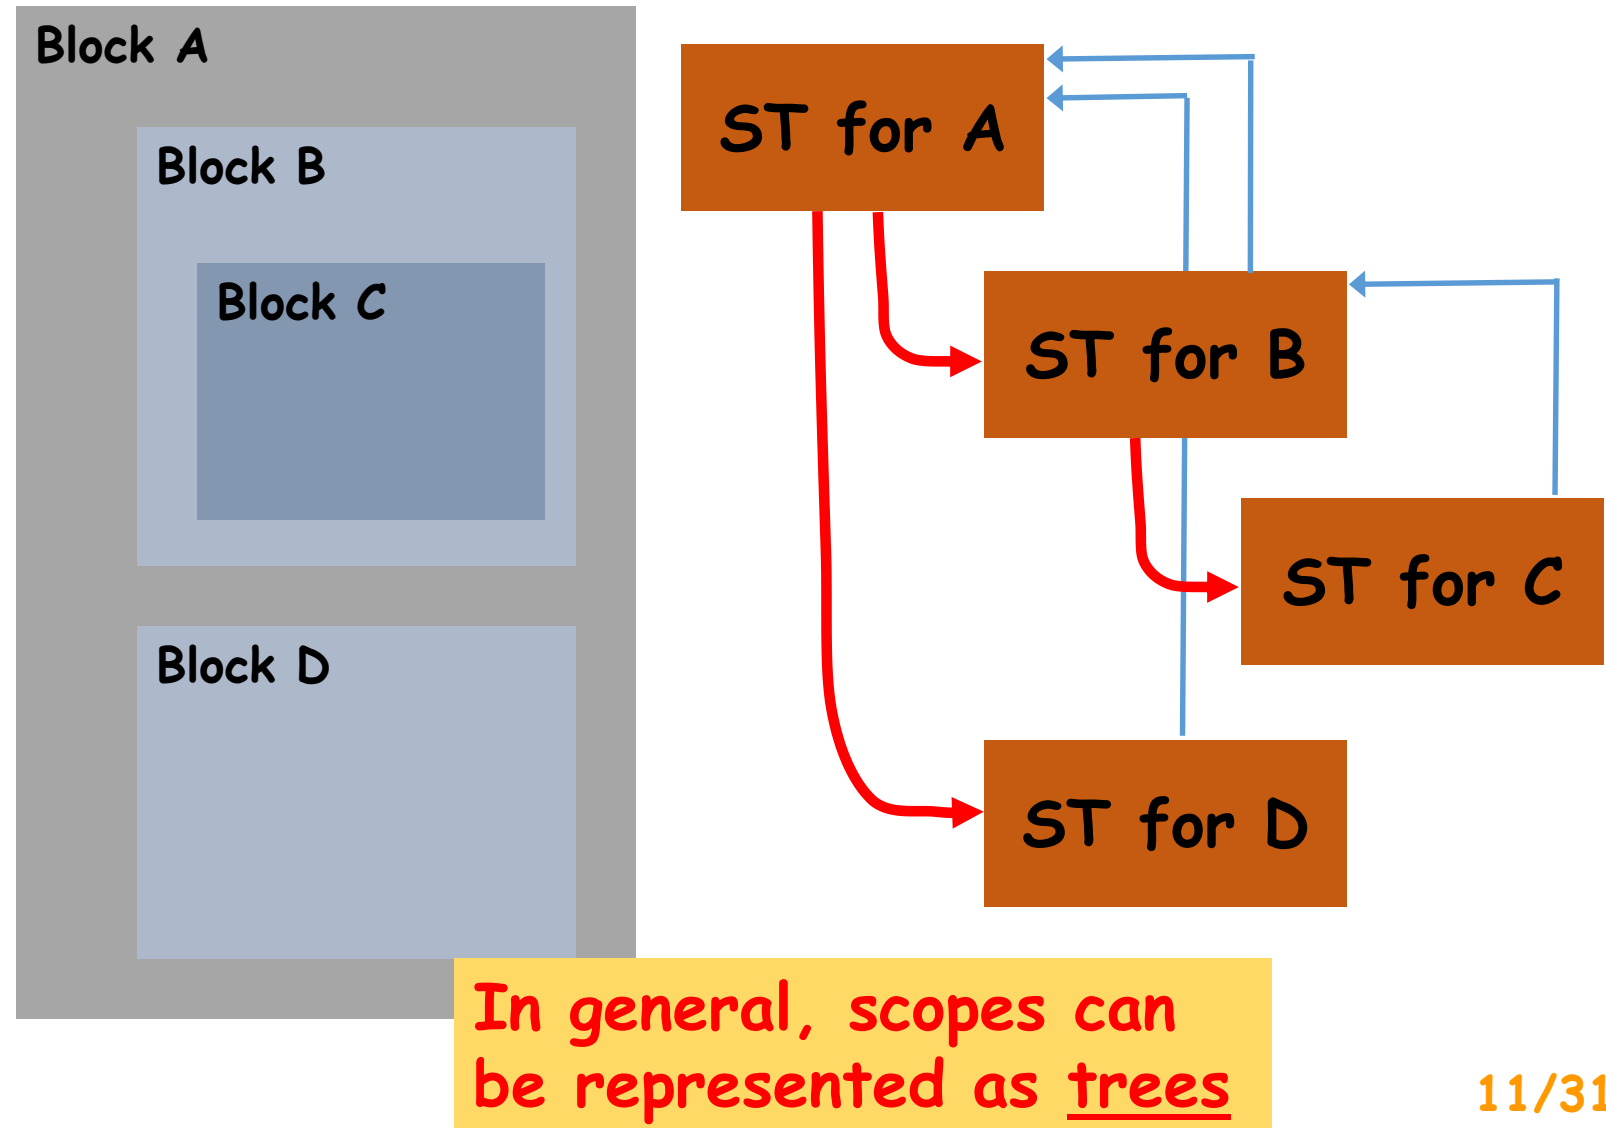 Block A
Block B
Block C
Block D
ST for A
ST for B
ST for C
ST for D
In general, scopes can
be represented as trees
11/31